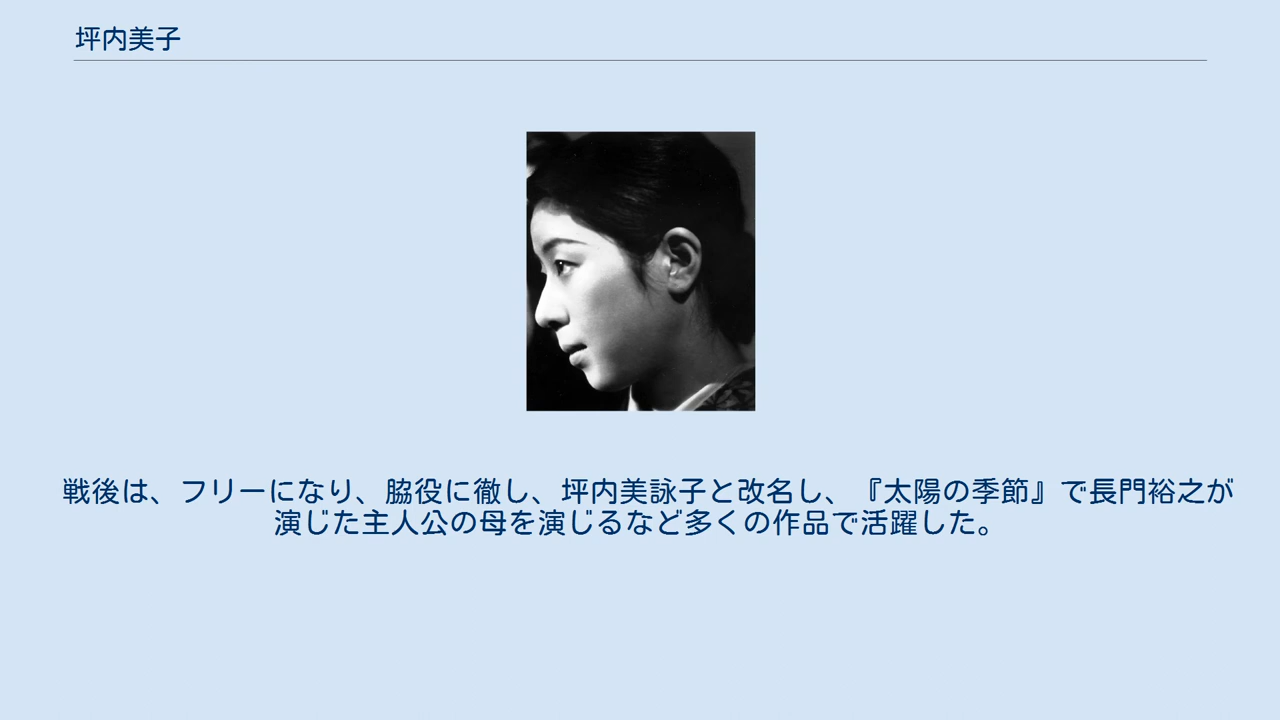 坪内美子
戦後は、フリーになり、脇役に徹し、坪内美詠子と改名し、『太陽の季節』で長門裕之が
演じた主人公の母を演じるなど多くの作品で活躍した。